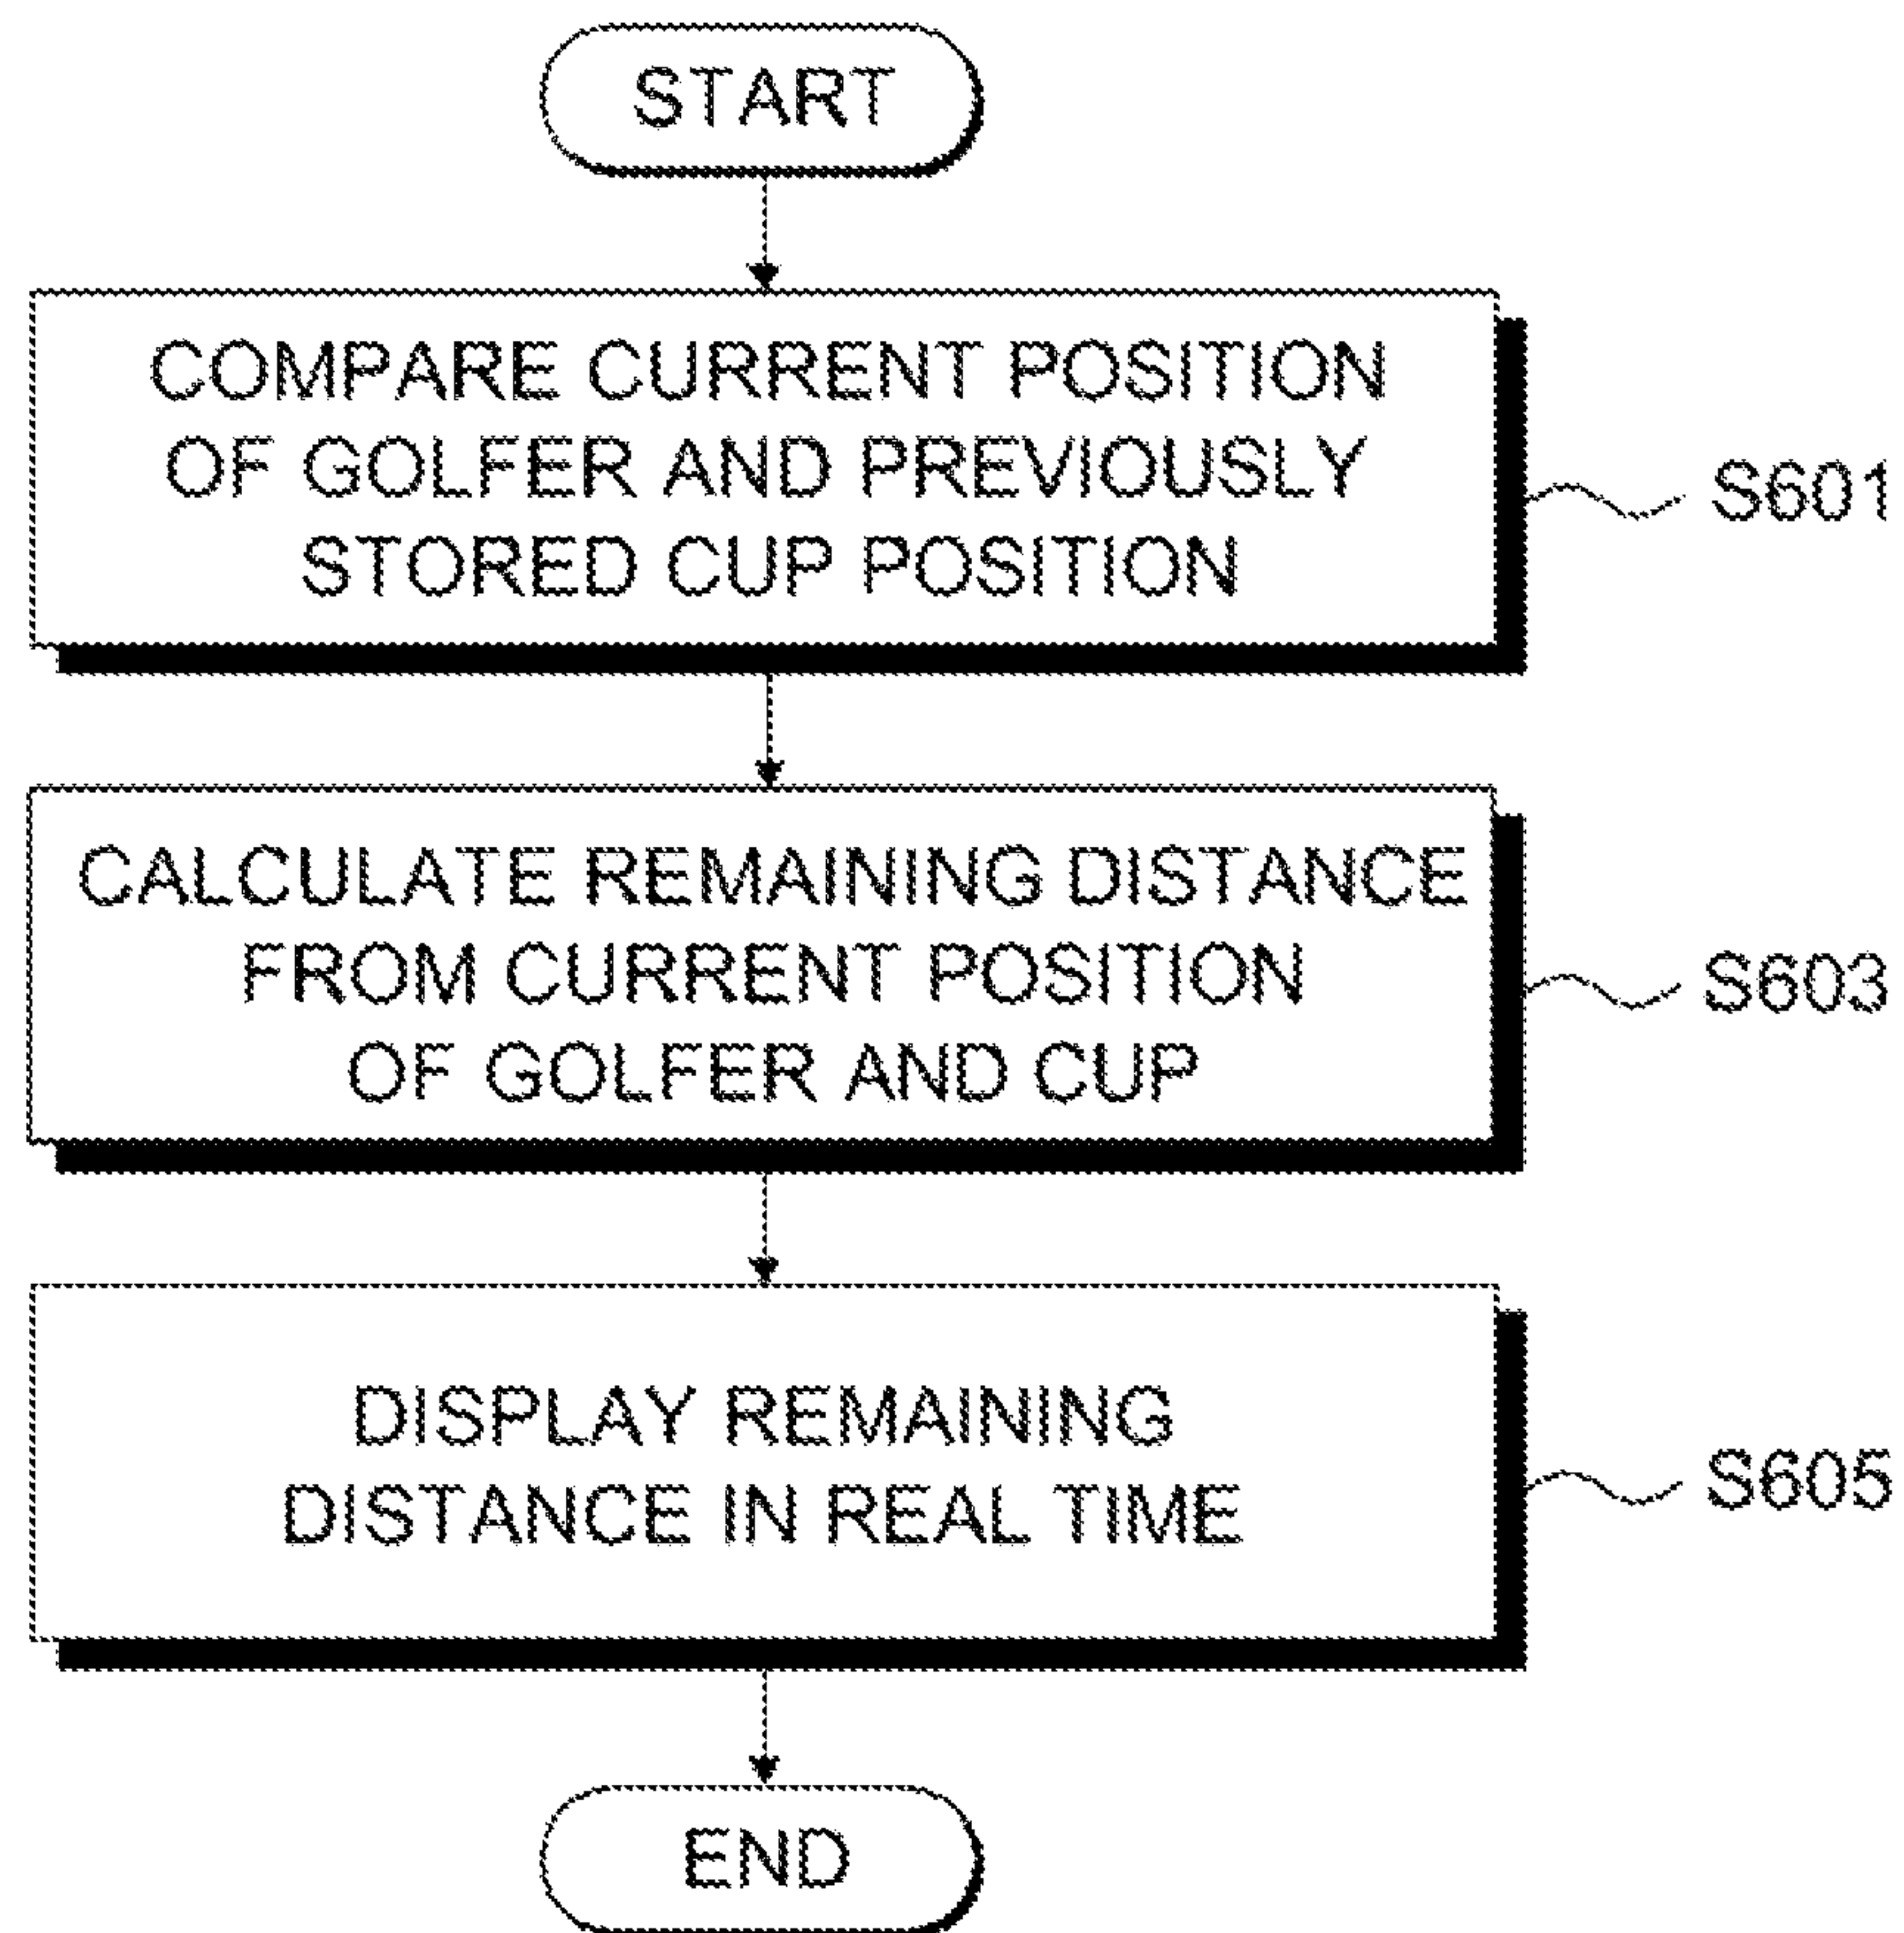 START
COMPARE CURRENT POSITION
OF GOLFER AND PREVIOUSLY
STORED CUP POSITION
S601
CALCULATE REMAINING DISTANCE
FROM CURRENT POSITION
OF GOLFER AND CUP
S603
DISPLAY REMAINING
DISTANCE IN REAL TIME
S605
END